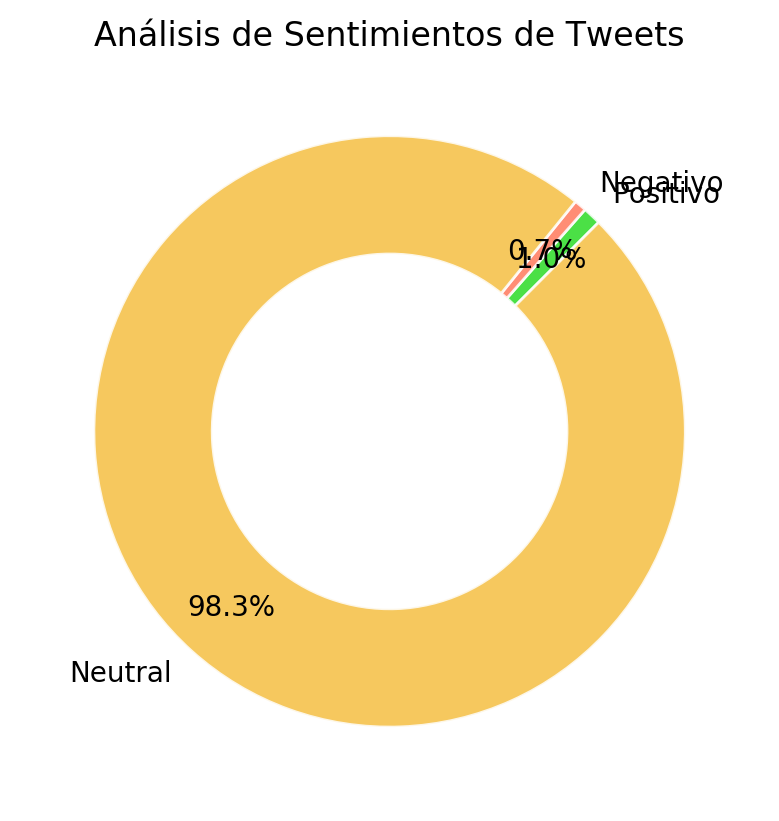 Análisis de Sentimientos de Tweets
Negativo
Positivo
0.7%
1.0%
98.3%
Neutral